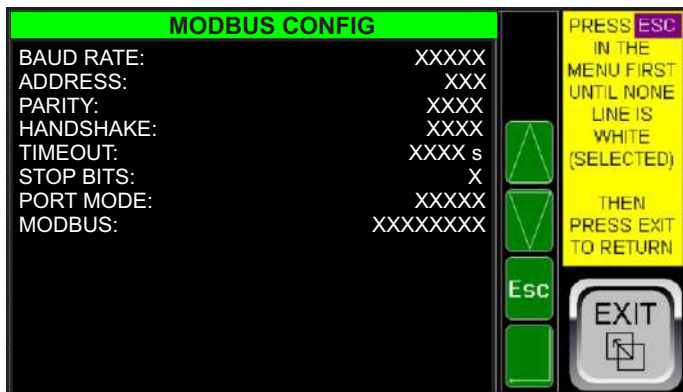 MODBUS CONFIG
BAUD RATE: XXXXX
ADDRESS: XXX
PARITY: XXXX
HANDSHAKE: XXXX
TIMEOUT: XXXX s
STOP BITS: X
PORT MODE: XXXXX
MODBUS: XXXXXXXX
Esc
PRESS ESC
IN THE
MENU FIRST
UNTIL NONE
LINE IS
WHITE
(SELECTED)
THEN
PRESS EXIT
TO RETURN
EXIT